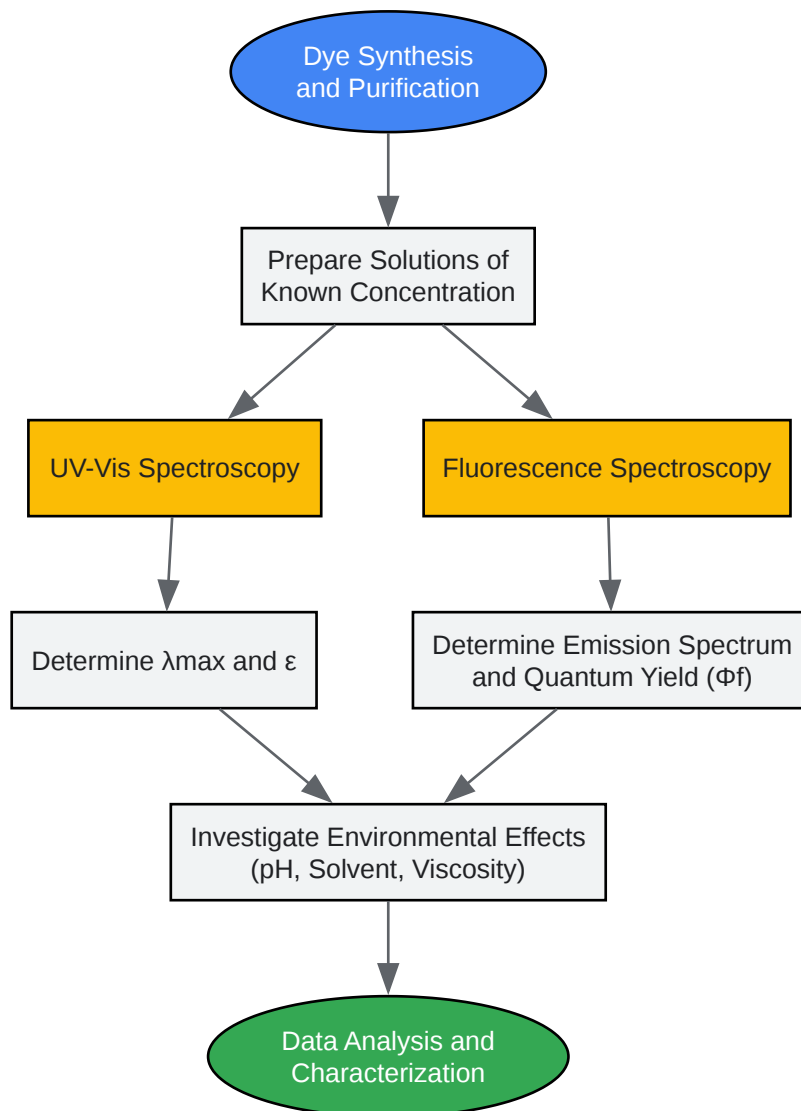 Dye Synthesis
and Purification
Prepare Solutions of
Known Concentration
UV-Vis Spectroscopy
Fluorescence Spectroscopy
Determine λmax and ε
Determine Emission Spectrum
and Quantum Yield (Φf)
Investigate Environmental Effects
(pH, Solvent, Viscosity)
Data Analysis and
Characterization